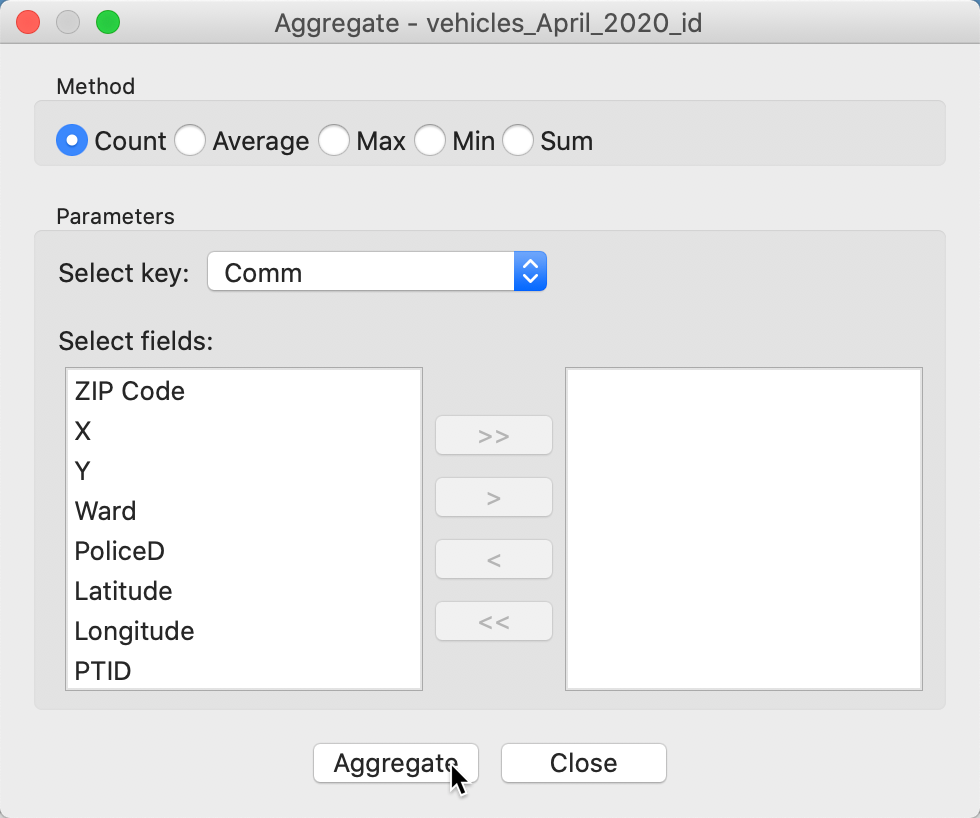 Aggregate - vehicles_April_2020_id
Method
Count Average Max Min Sum
Parameters
Select key: Comm
Select fields:
ZIP Code
X
Y
Ward
PoliceD
Latitude
Longitude
PTID
>>
>
<
<<
Aggregate Close